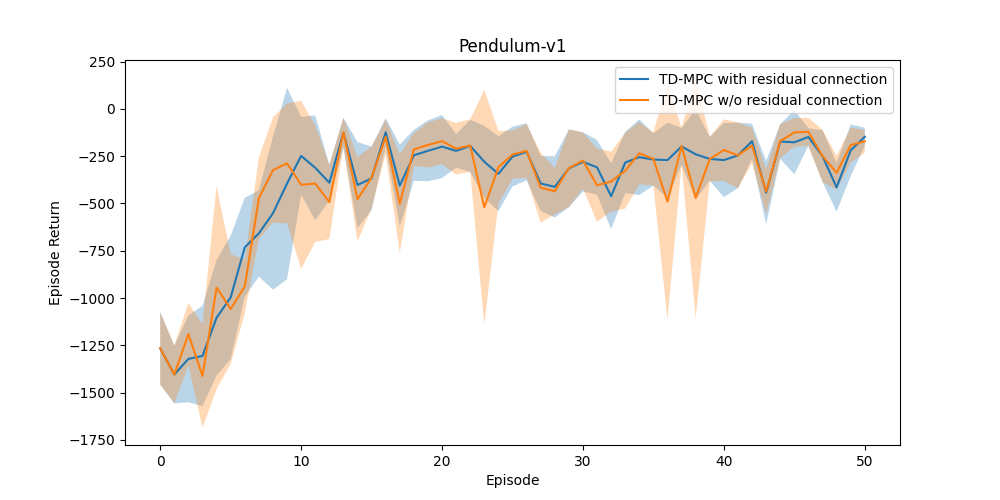 Pendulum-v1
TD-MPC with residual connection
TD-MPC w/o residual connection
Episode Return
250
0
−250
−500
−750
−1000
−1250
−1500
−1750
0 10 20 30 40 50
Episode